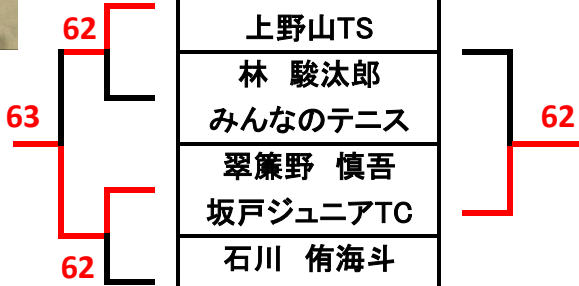 62
上野山TS
林 駿汰郎
63
みんなのテニス
62
翠簾野 慎吾
坂戸ジュニアTC
62
石川 侑海斗